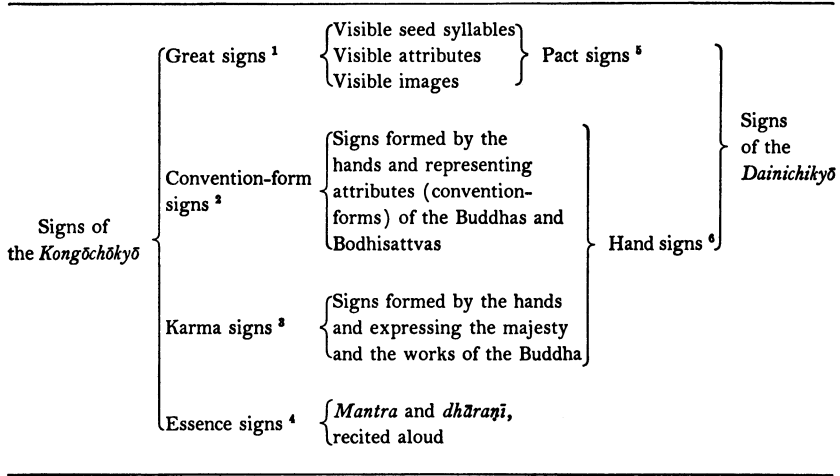 Signs of
the Kongōchōkyō
Great signs ¹
Visible seed syllables
Visible attributes
Visible images
Pact signs ⁵
Convention-form
signs ²
Signs formed by the
hands and representing
attributes (convention-
forms) of the Buddhas and
Bodhisattvas
Karma signs ³
Signs formed by the hands
and expressing the majesty
and the works of the Buddha
Hand signs ⁶
Essence signs ⁴
Mantra and dhāraṇī,
recited aloud
Signs
of the
Dainichikyō